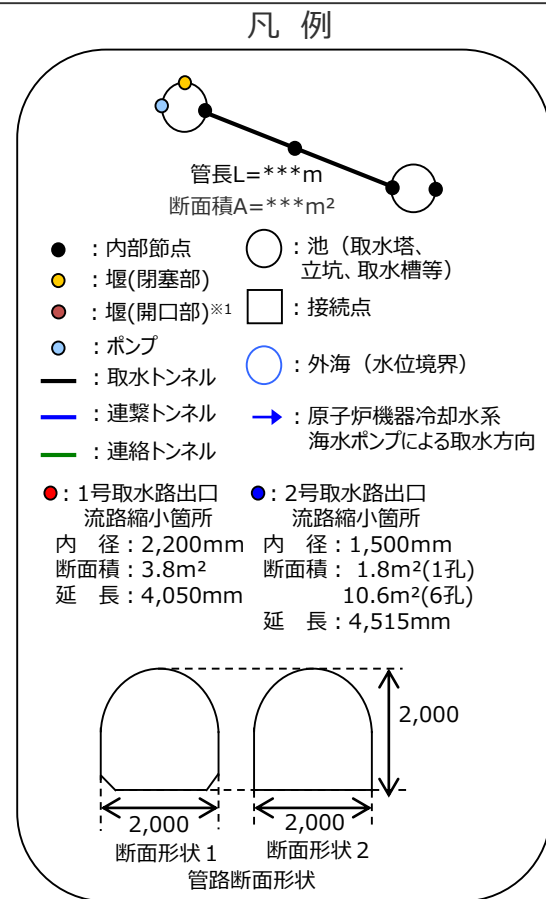 凡 例
管長L=***m
断面積A=***m²
：内部節点
：堰(閉塞部)
：堰(開口部)※1
：ポンプ
：取水トンネル
：連繋トンネル
：連絡トンネル
：池（取水塔、
立坑、取水槽等）
：接続点
：外海（水位境界）
：原子炉機器冷却水系
海水ポンプによる取水方向
：1号取水路出口
流路縮小箇所
内　径：2,200mm
断面積：3.8m²
延　長：4,050mm
：2号取水路出口
流路縮小箇所
内　径：1,500mm
断面積： 1.8m²(1孔)
10.6m²(6孔)
延　長：4,515mm
2,000
2,000
2,000
断面形状１
断面形状２
管路断面形状